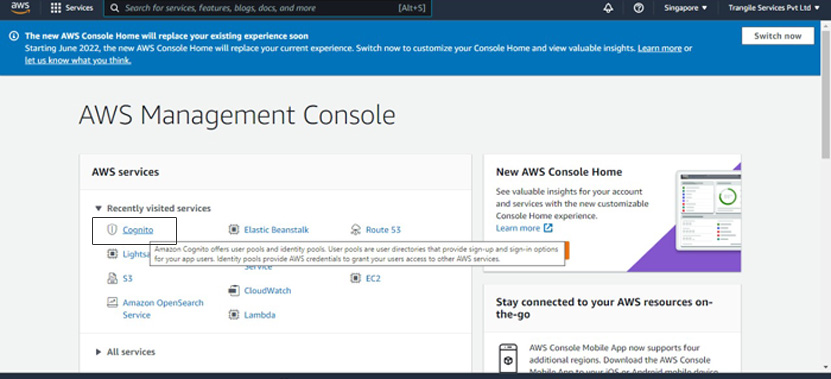 aws
Services
Search for services, features, blogs, docs, and more
[Alt+S]
Singapore
Trangile Services Pvt Ltd
The new AWS Console Home will replace your existing experience soon
Starting June 2022, the new AWS Console Home will replace your current experience. Switch now to customize your Console Home and view valuable insights. Learn more or
let us know what you think.
Switch now
AWS Management Console
AWS services
Recently visited services
Cognito
Elastic Beanstalk
Route 53
Amazon Cognito offers user pools and identity pools. User pools are user directories that provide sign-up and sign-in options
for your app users. Identity pools provide AWS credentials to grant your users access to other AWS services.
Lightsa
Service
S3
EC2
CloudWatch
Amazon OpenSearch
Service
Lambda
All services
New AWS Console Home
See valuable insights for your account
and services with the new customizable
Console Home experience.
Learn more
Stay connected to your AWS resources on-
the-go
AWS Console Mobile App now supports four
additional regions. Download the AWS Console
Mobile App to your iOS or Android mobile device